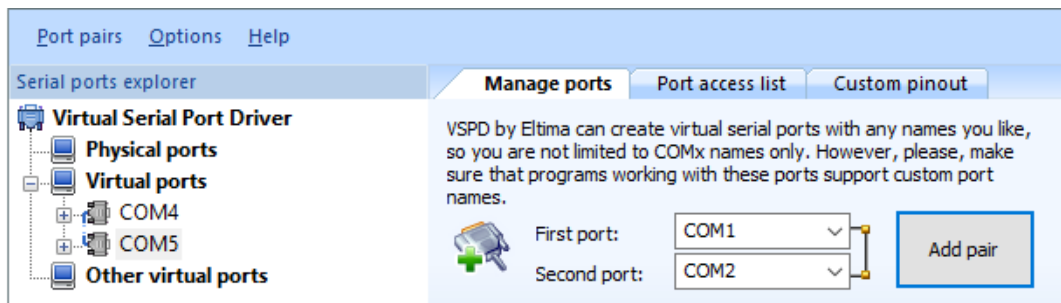 Port pairs Options Help
Serial ports explorer
Virtual Serial Port Driver
Physical ports
Virtual ports
COM4
COM5
Other virtual ports
Manage ports Port access list Custom pinout
VSPD by Eltima can create virtual serial ports with any names you like,
so you are not limited to COMx names only. However, please, make
sure that programs working with these ports support custom port
names.
First port: COM1
Second port: COM2
Add pair